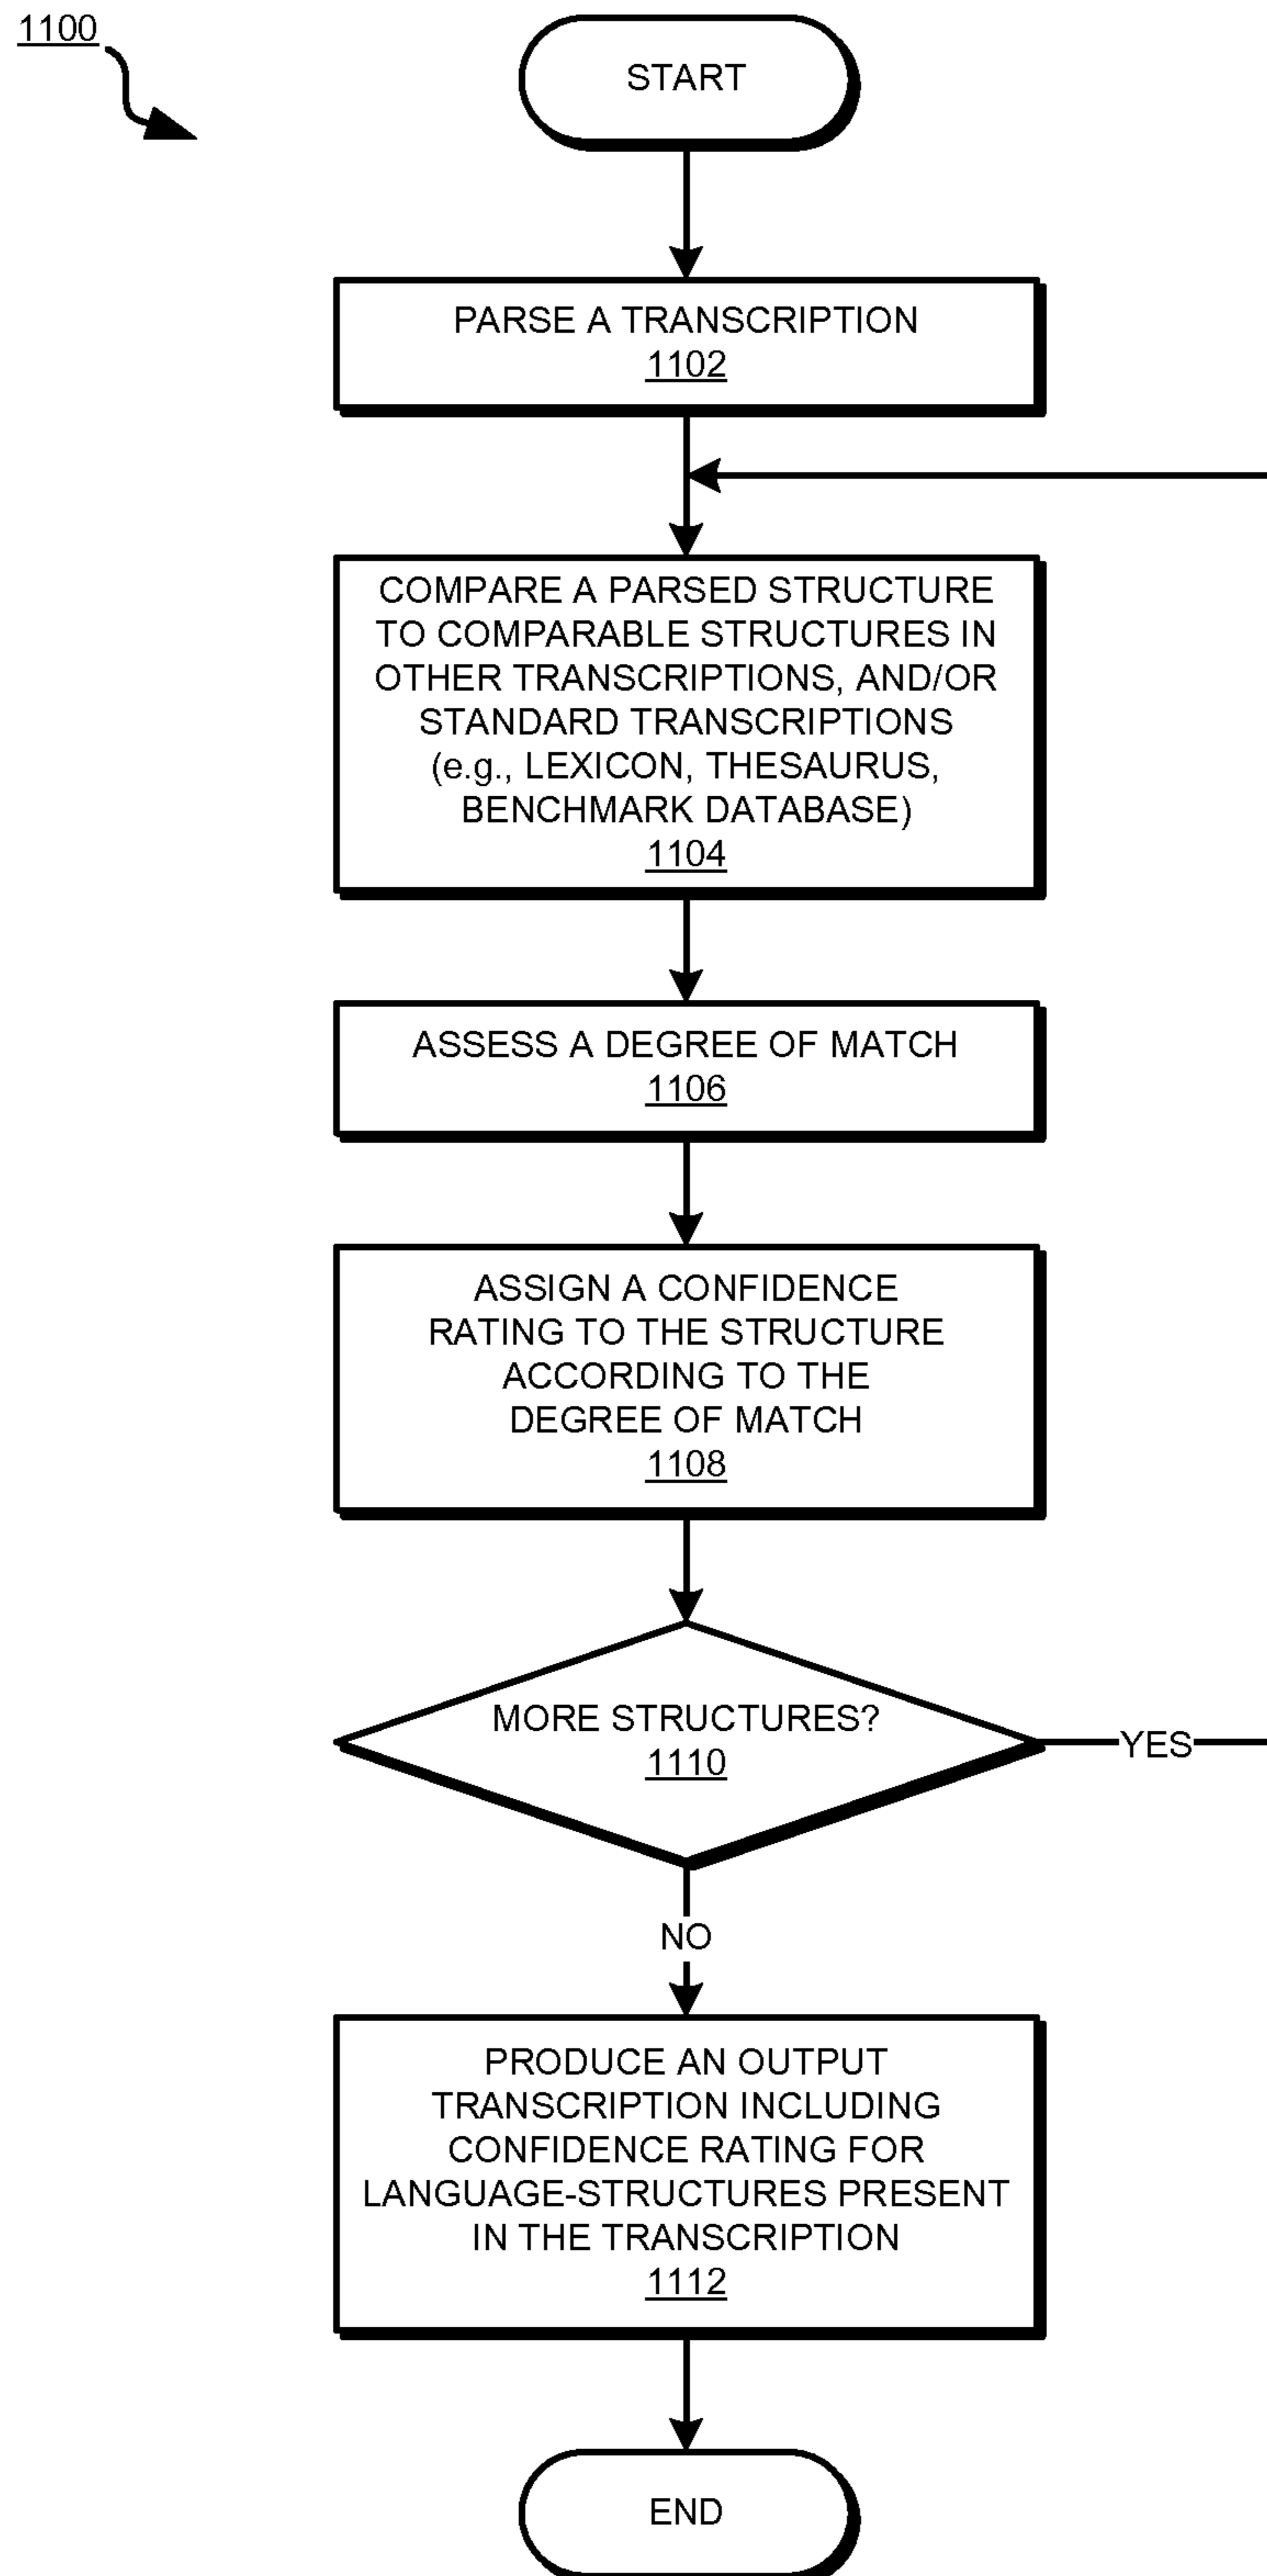 1100
START
PARSE A TRANSCRIPTION
1102
COMPARE A PARSED STRUCTURE
TO COMPARABLE STRUCTURES IN
OTHER TRANSCRIPTIONS, AND/OR
STANDARD TRANSCRIPTIONS
(e.g., LEXICON, THESAURUS,
BENCHMARK DATABASE)
1104
ASSESS A DEGREE OF MATCH
1106
ASSIGN A CONFIDENCE
RATING TO THE STRUCTURE
ACCORDING TO THE
DEGREE OF MATCH
1108
MORE STRUCTURES?
1110
YES
NO
PRODUCE AN OUTPUT
TRANSCRIPTION INCLUDING
CONFIDENCE RATING FOR
LANGUAGE-STRUCTURES PRESENT
IN THE TRANSCRIPTION
1112
END